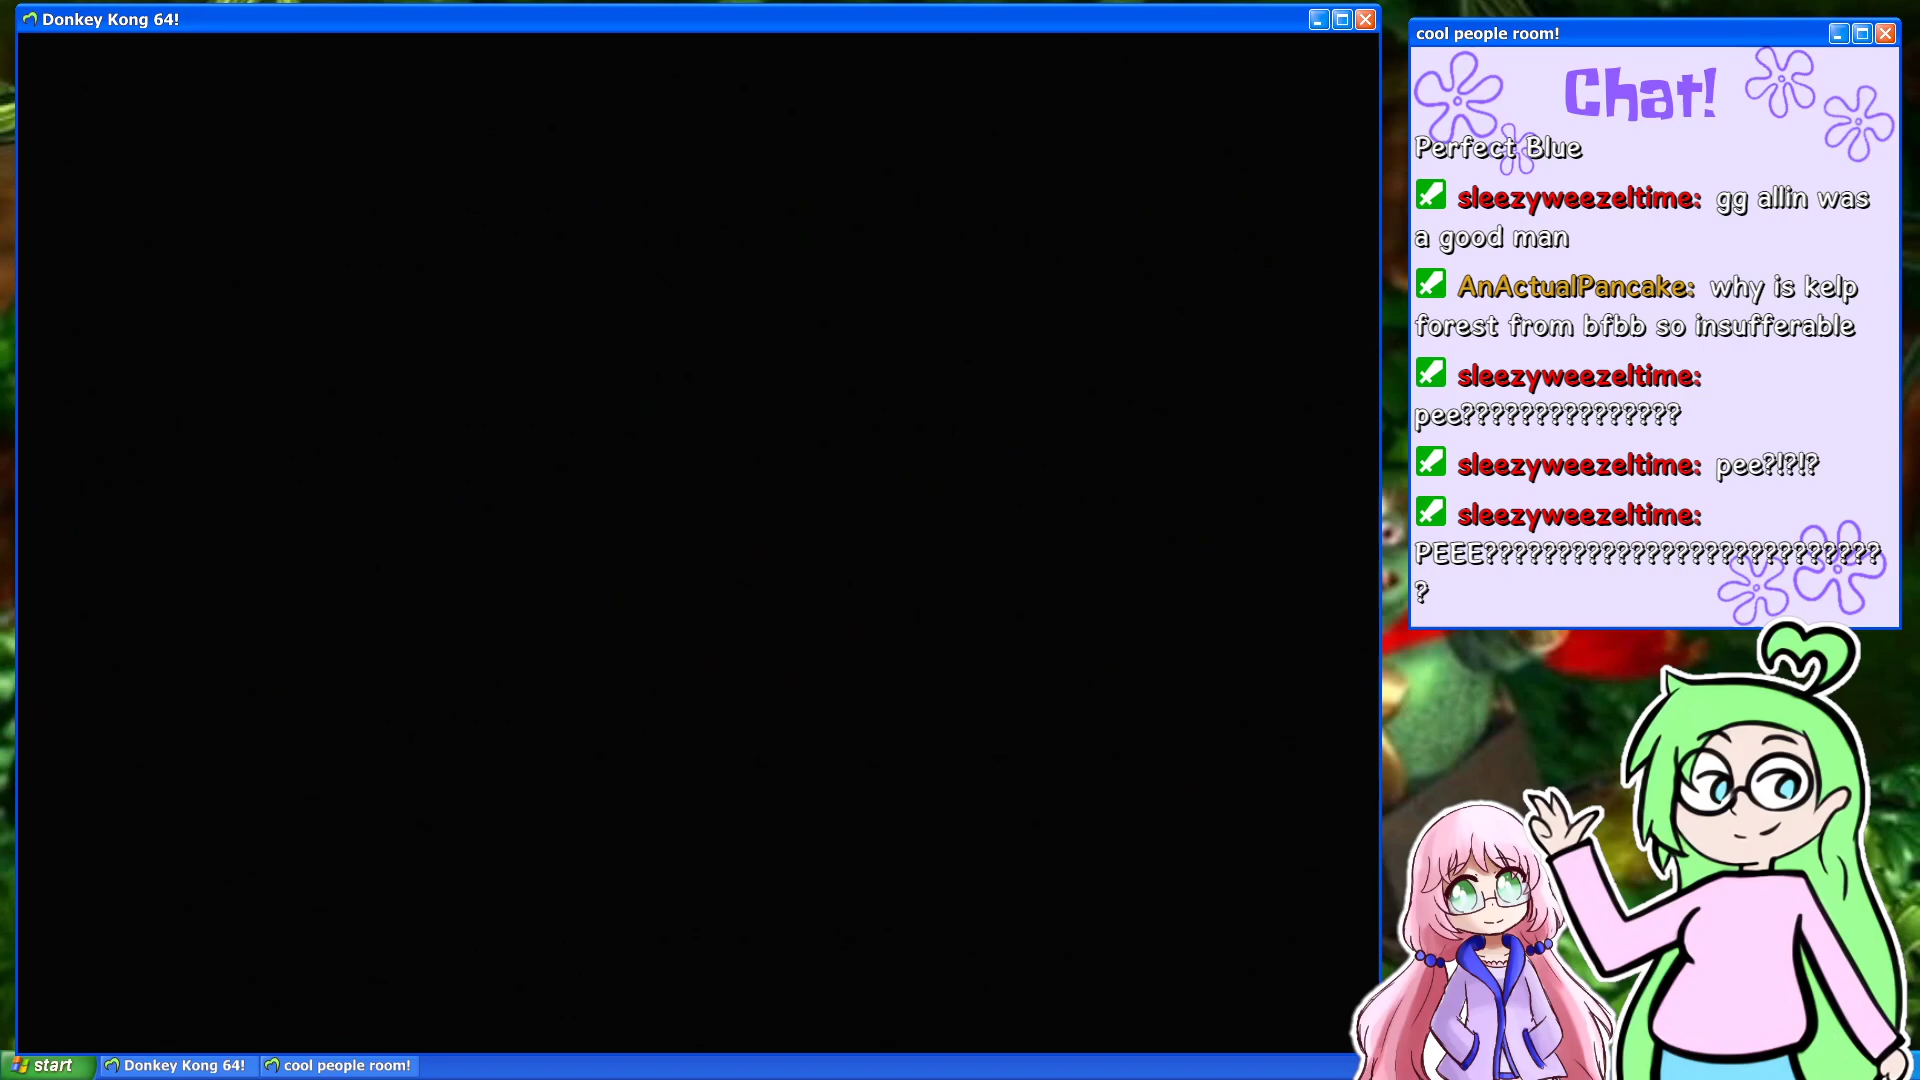 Donkey Kong 64!
cool people room!
Chat!
Perfect Blue
sleezyweezeltime: gg allin was
a good man
AnActualPancake: why is kelp
forest from bfbb so insufferable
sleezyweezeltime:
pee???????????????
sleezyweezeltime: pee?!?!?
sleezyweezeltime:
PEEE???????????????????????????
?
start
Donkey Kong 64!
cool people room!